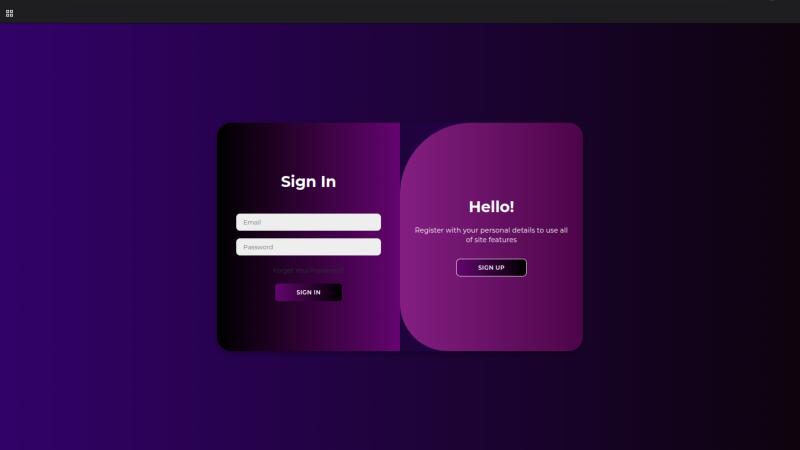 Sign In
Email
Password
Forget Your Password?
SIGN IN
Hello!
Register with your personal details to use all
of site features
SIGN UP